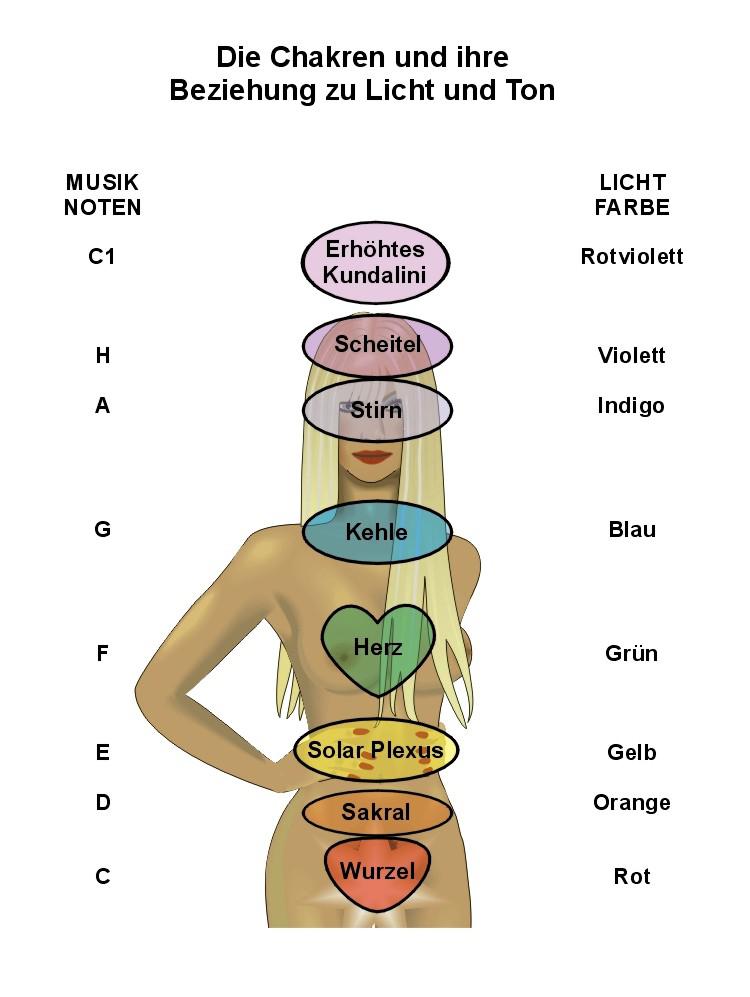 Die Chakren und ihre
Beziehung zu Licht und Ton
MUSIK
NOTEN
LICHT
FARBE
C1
Erhöhtes
Kundalini
Rotviolett
H
Scheitel
Violett
A
Stirn
Indigo
G
Kehle
Blau
F
Herz
Grün
E
Solar Plexus
Gelb
D
Sakral
Orange
C
Wurzel
Rot